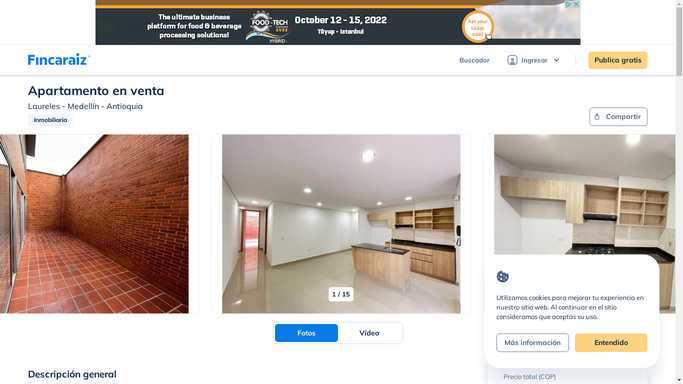 The ultimate business
platform for food & beverage
processing solutions!
FOOD-TECH
HYBRID
October 12 - 15, 2022
Tüyap - Istanbul
Get your
ticket
now!
Fincaraiz
Buscador
Ingresar
Publica gratis
Apartamento en venta
Laureles - Medellín - Antioquia
Inmobiliaria
Compartir
1 / 15
Utilizamos cookies para mejorar tu experiencia en
nuestro sitio web. Al continuar en el sitio
consideramos que aceptas su uso.
Más información
Entendido
Fotos
Vídeo
Descripción general
Precio total (COP)